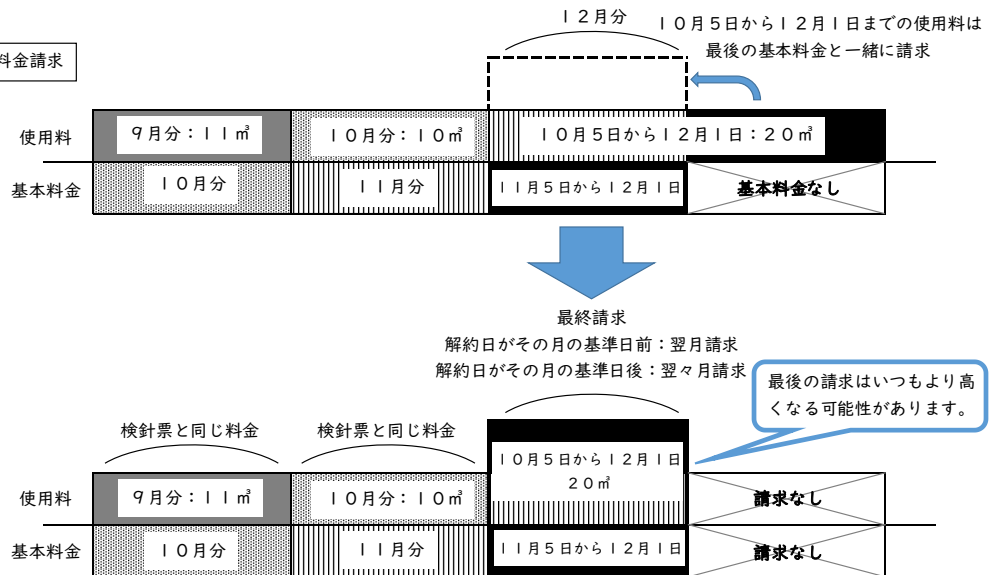 12月分
10月5日から12月1日までの使用料は
最後の基本料金と一緒に請求
料金請求
使用料
9月分：11㎥
10月分：10㎥
10月5日から12月1日：20㎥
基本料金
10月分
11月分
11月5日から12月1日
基本料金なし
最終請求
解約日がその月の基準日前：翌月請求
解約日がその月の基準日後：翌々月請求
最後の請求はいつもより高
くなる可能性があります。
検針票と同じ料金
検針票と同じ料金
使用料
9月分：11㎥
10月分：10㎥
10月5日から12月1日
20㎥
請求なし
基本料金
10月分
11月分
11月5日から12月1日
請求なし